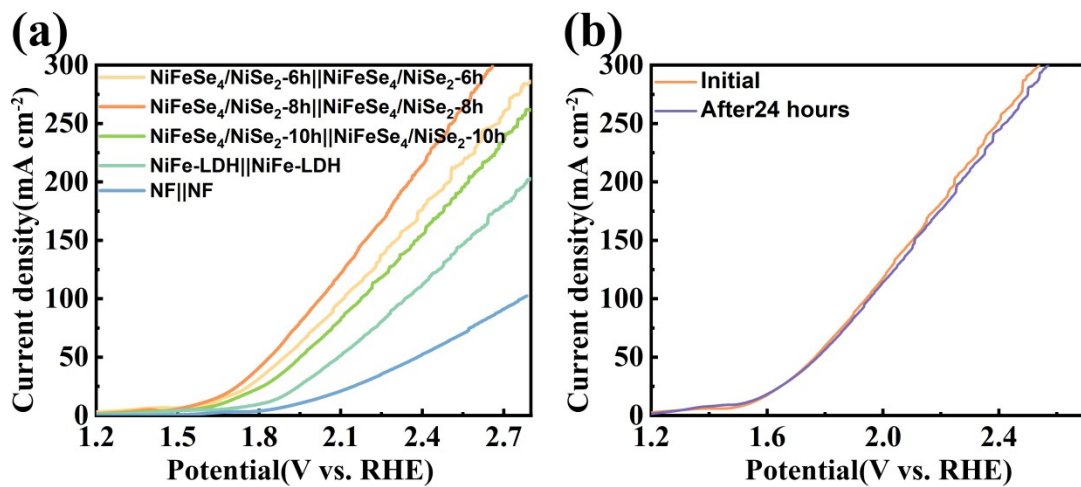 (a)
300
250
200
150
100
50
0
Current density(mA cm⁻²)
NiFeSe₄/NiSe₂-6h||NiFeSe₄/NiSe₂-6h
NiFeSe₄/NiSe₂-8h||NiFeSe₄/NiSe₂-8h
NiFeSe₄/NiSe₂-10h||NiFeSe₄/NiSe₂-10h
NiFe-LDH||NiFe-LDH
NF||NF
1.2 1.5 1.8 2.1 2.4 2.7
Potential(V vs. RHE)
(b)
300
250
200
150
100
50
0
Current density(mA cm⁻²)
Initial
After24 hours
1.2 1.6 2.0 2.4
Potential(V vs. RHE)